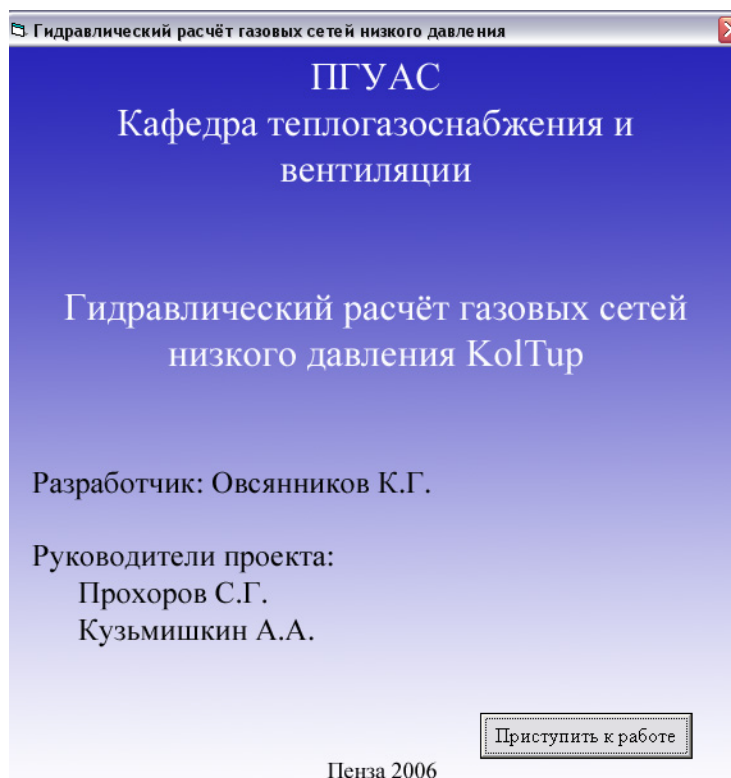 Гидравлический расчёт газовых сетей низкого давления
ПГУАС
Кафедра теплогазоснабжения и
вентиляции
Гидравлический расчёт газовых сетей
низкого давления KolTup
Разработчик: Овсянников К.Г.
Руководители проекта:
Прохоров С.Г.
Кузьмишкин А.А.
Приступить к работе
Пенза 2006